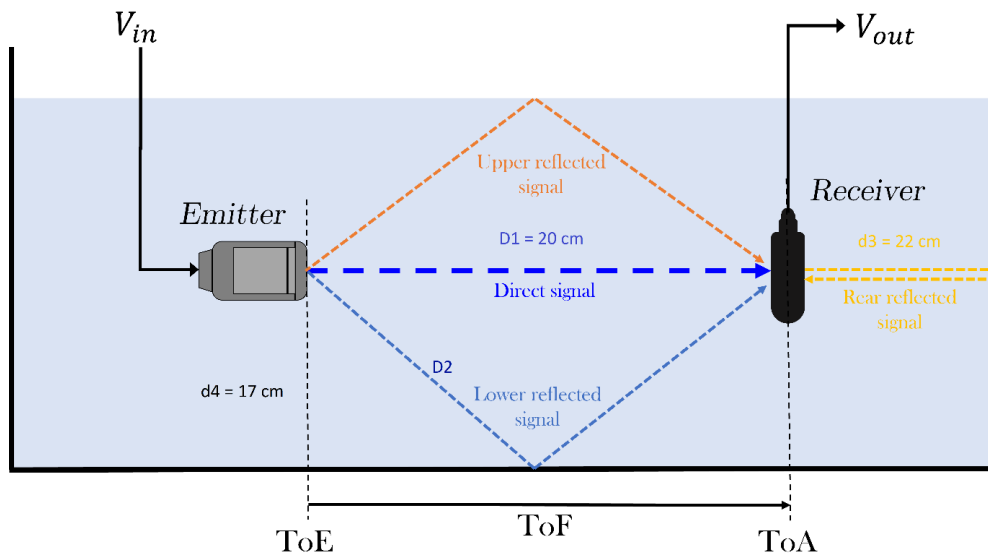 V_in
V_out
Upper reflected
signal
Receiver
Emitter
D1 = 20 cm
d3 = 22 cm
Direct signal
Rear reflected
signal
D2
d4 = 17 cm
Lower reflected
signal
ToF
ToE
ToA